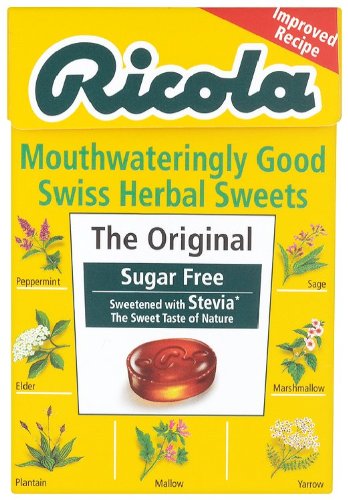 Improved
Recipe
Ricola
Mouthwateringly Good
Swiss Herbal Sweets
The Original
Sugar Free
Sweetened with Stevia*
The Sweet Taste of Nature
Peppermint
Sage
Elder
Marshmallow
Plantain
Mallow
Yarrow